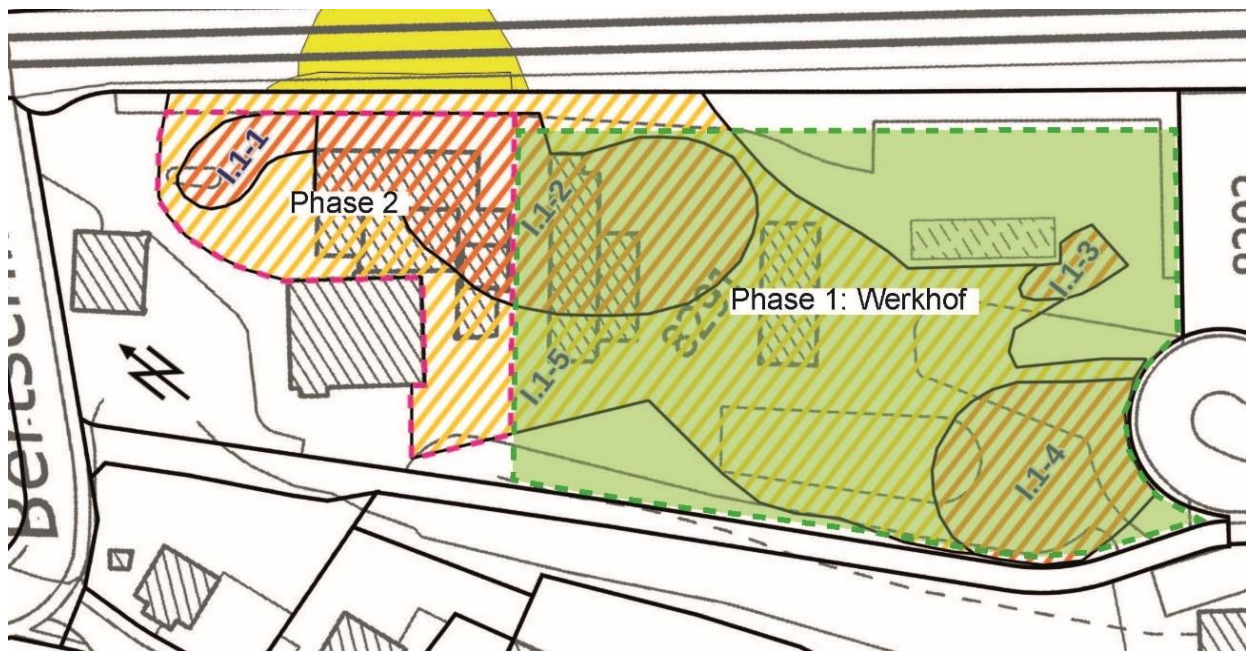 I.1-1
Phase 2
I.1-2
I.1-3
Phase 1: Werkhof
I.1-5
I.1-4